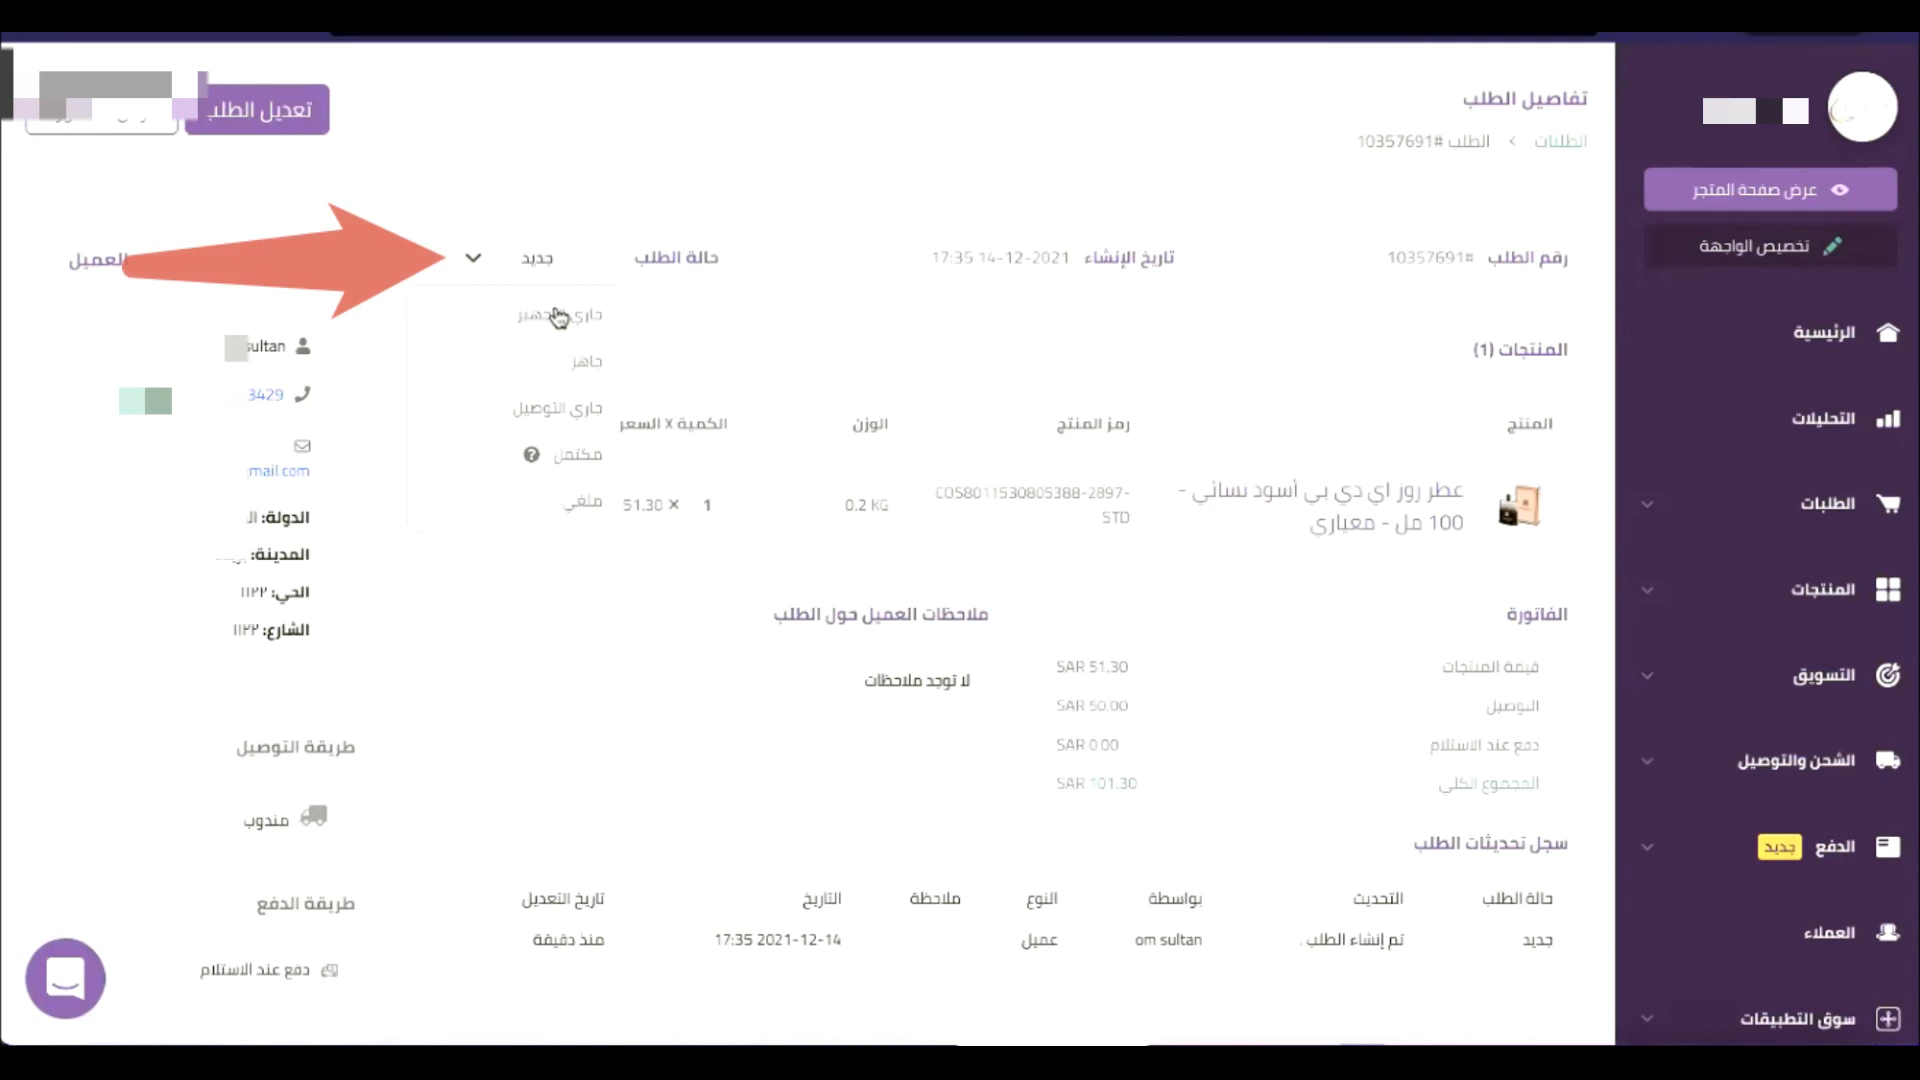 تفاصيل الطلب
تعديل الطلب
الطلبات > الطلب #10357691
رقم الطلب #10357691
تاريخ الإنشاء 14-12-2021 17:35
حالة الطلب
جديد
جاري
جاهز
جاري التوصيل
مكتمل
ملغي
المنتجات (1)
المنتج
رمز المنتج
الوزن
الكمية X السعر
عطر روز اي دي بي أسود نسائي -
100 مل - معياري
COS8011530805388-2897-
STD
0.2 KG
1 × 51.30
الفاتورة
قيمة المنتجات SAR 51.30
التوصيل SAR 50.00
دفع عند الاستلام SAR 0.00
المجموع الكلي SAR 101.30
ملاحظات العميل حول الطلب
لا توجد ملاحظات
سجل تحديثات الطلب
حالة الطلب
التحديث
بواسطة
النوع
ملاحظة
التاريخ
تاريخ التعديل
جديد
تم إنشاء الطلب .
om sultan
عميل
2021-12-14 17:35
منذ دقيقة
العميل
sultan
3429
mail.com
الدولة:
المدينة:
الحي: ١١٢٢
الشارع: ١١٢٢
طريقة التوصيل
مندوب
طريقة الدفع
دفع عند الاستلام
عرض صفحة المتجر
تخصيص الواجهة
الرئيسية
التحليلات
الطلبات
المنتجات
التسويق
الشحن والتوصيل
الدفع جديد
العملاء
سوق التطبيقات